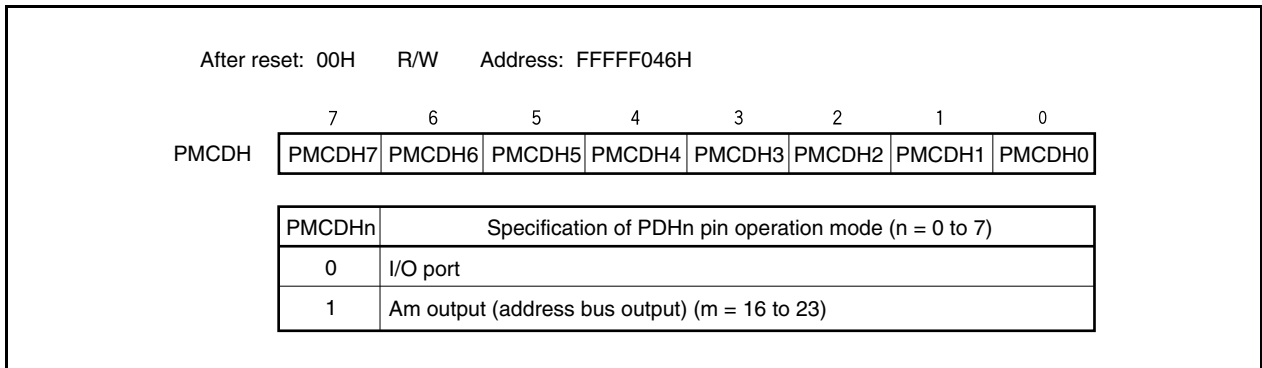 After reset: 00H R/W Address: FFFFF046H
7 6 5 4 3 2 1 0
PMCDH PMCDH7 PMCDH6 PMCDH5 PMCDH4 PMCDH3 PMCDH2 PMCDH1 PMCDH0
PMCDHn Specification of PDHn pin operation mode (n = 0 to 7)
0 I/O port
1 Am output (address bus output) (m = 16 to 23)